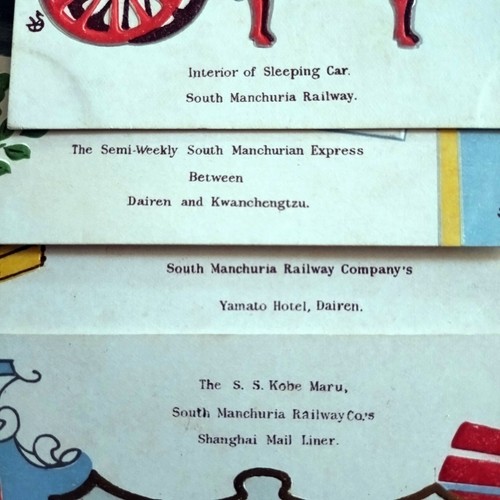 Interior of Sleeping Car.
South Manchuria Railway.
The Semi-Weekly South Manchurian Express
Between
Dairen and Kwanchengtzu.
South Manchuria Railway Company's
Yamato Hotel, Dairen.
The S. S. Kobe Maru,
South Manchuria Railway Co.'s
Shanghai Mail Liner.